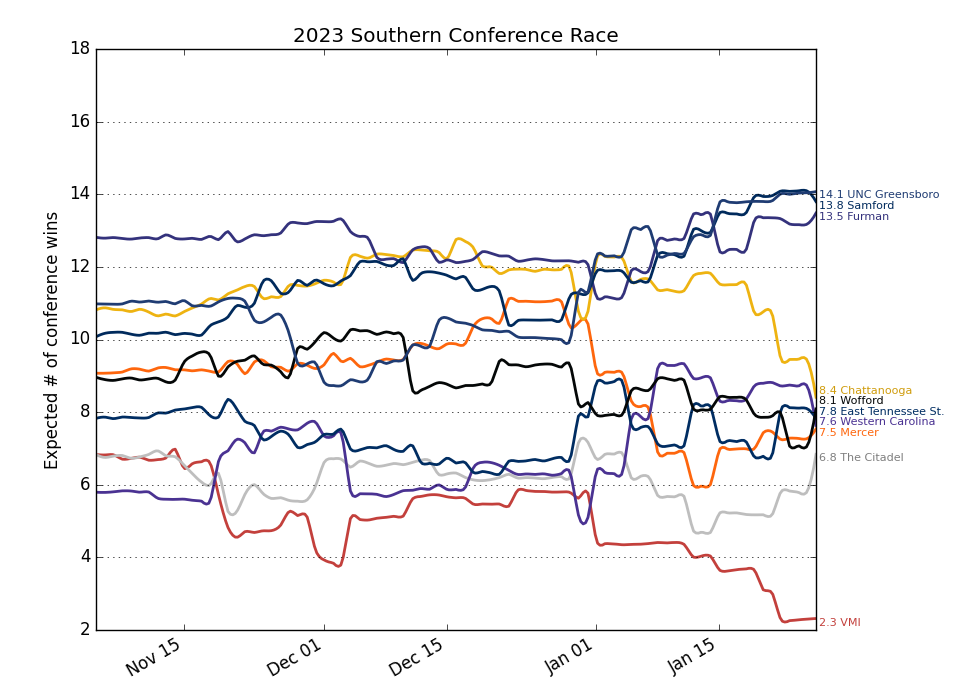 2023 Southern Conference Race
Expected # of conference wins
18
16
14
12
10
8
6
4
2
Nov 15
Dec 01
Dec 15
Jan 01
Jan 15
14.1 UNC Greensboro
13.8 Samford
13.5 Furman
8.4 Chattanooga
8.1 Wofford
7.8 East Tennessee St.
7.6 Western Carolina
7.5 Mercer
6.8 The Citadel
2.3 VMI